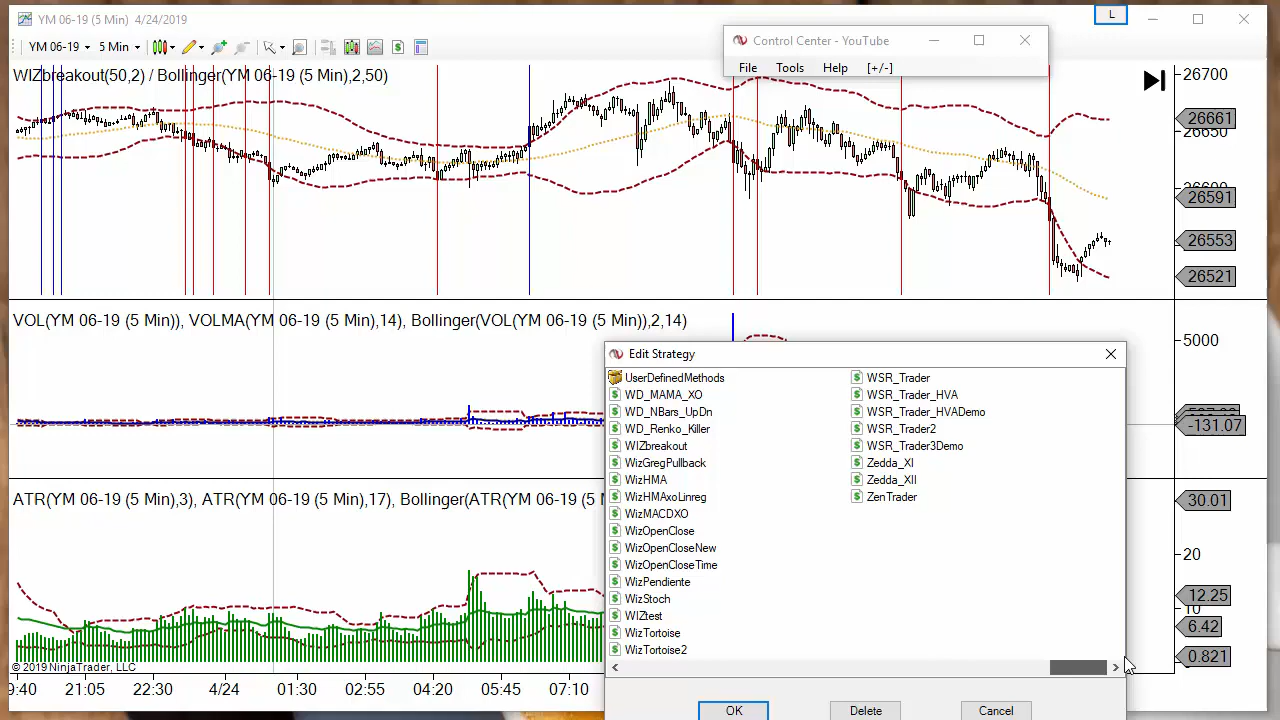 YM 06-19 (5 Min) 4/24/2019
L
YM 06-19
5 Min
Control Center - YouTube
File Tools Help [+/-]
WIZbreakout(50,2) / Bollinger(YM 06-19 (5 Min),2,50)
26700
26661
26591
26553
26521
VOL(YM 06-19 (5 Min)), VOLMA(YM 06-19 (5 Min),14), Bollinger(VOL(YM 06-19 (5 Min)),2,14)
5000
-131.07
Edit Strategy
UserDefinedMethods
WD_MAMA_XO
WD_NBars_UpDn
WD_Renko_Killer
WIZbreakout
WizGregPullback
WizHMA
WizHMAxoLinreg
WizMACDXO
WizOpenClose
WizOpenCloseNew
WizOpenCloseTime
WizPendiente
WizStoch
WIZtest
WizTortoise
WizTortoise2
WSR_Trader
WSR_Trader_HVA
WSR_Trader_HVADemo
WSR_Trader2
WSR_Trader3Demo
Zedda_XI
Zedda_XII
ZenTrader
OK Delete Cancel
ATR(YM 06-19 (5 Min),3), ATR(YM 06-19 (5 Min),17), Bollinger(ATR(YM 06-19 (5
30.01
20
12.25
10
6.42
0.821
© 2019 NinjaTrader, LLC
9:40 21:05 22:30 4/24 01:30 02:55 04:20 05:45 07:10